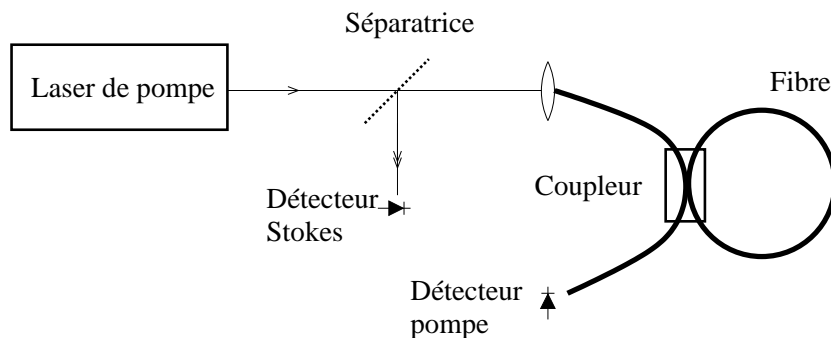 Séparatrice
Laser de pompe
Fibre
Coupleur
Détecteur
Stokes
Détecteur
pompe